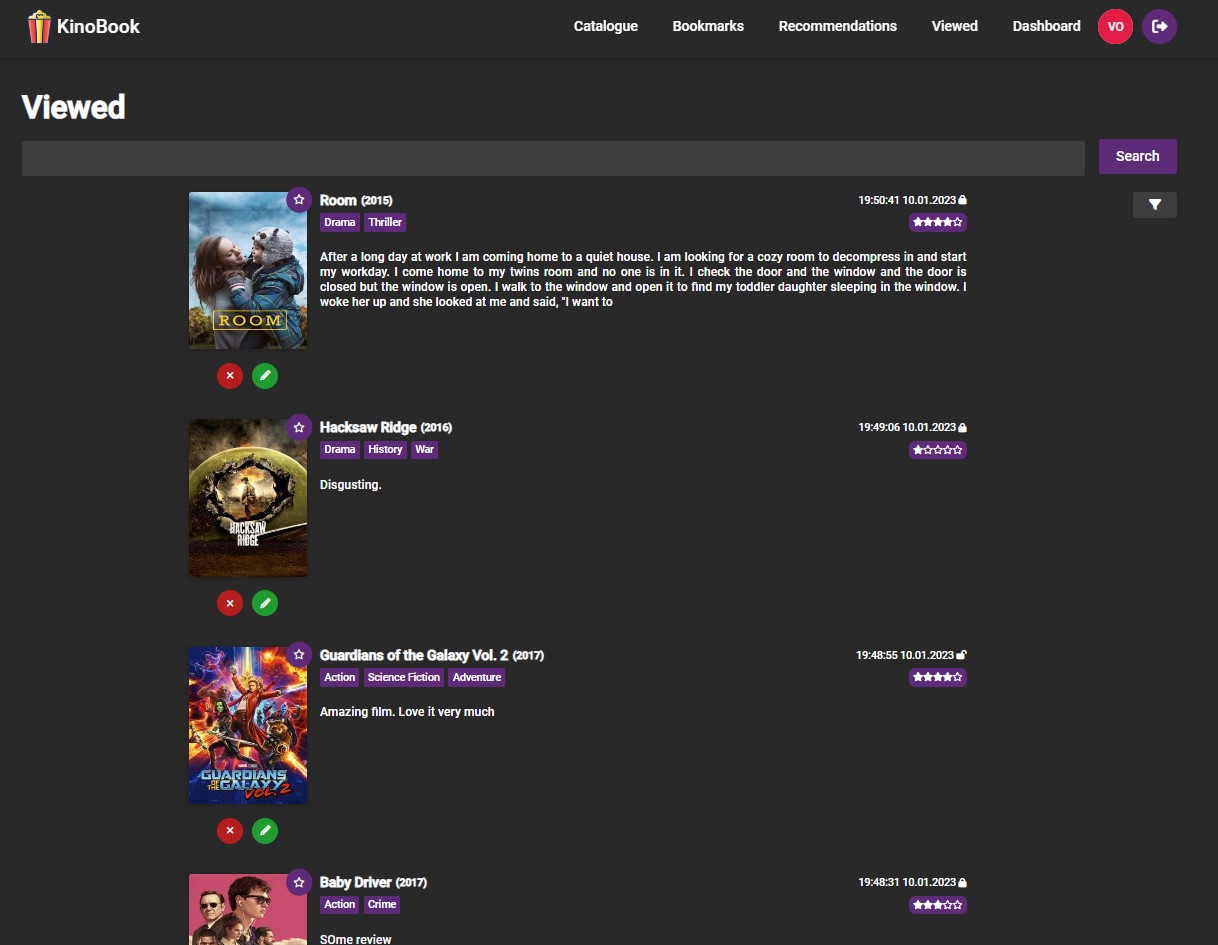 KinoBook
Catalogue Bookmarks Recommendations Viewed Dashboard VO
Viewed
Search
Room (2015) 19:50:41 10.01.2023
Drama Thriller
After a long day at work I am coming home to a quiet house. I am looking for a cozy room to decompress in and start
my workday. I come home to my twins room and no one is in it. I check the door and the window and the door is
closed but the window is open. I walk to the window and open it to find my toddler daughter sleeping in the window. I
woke her up and she looked at me and said, "I want to
ROOM
Hacksaw Ridge (2016) 19:49:06 10.01.2023
Drama History War
Disgusting.
HACKSAW
RIDGE
Guardians of the Galaxy Vol. 2 (2017) 19:48:55 10.01.2023
Action Science Fiction Adventure
Amazing film. Love it very much
GUARDIANS
OF THE GALAXY
VOL. 2
Baby Driver (2017) 19:48:31 10.01.2023
Action Crime
SOme review